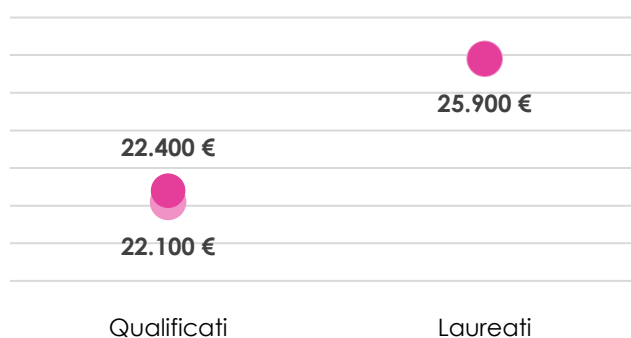 25.900 €
22.400 €
22.100 €
Qualificati
Laureati